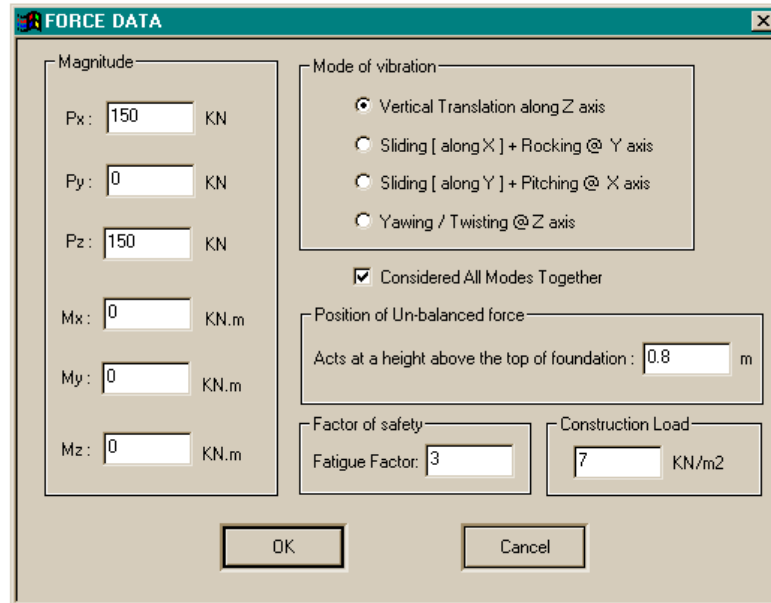 FORCE DATA
Magnitude
Px : 150 KN
Py : 0 KN
Pz : 150 KN
Mx : 0 KN.m
My : 0 KN.m
Mz : 0 KN.m
Mode of vibration
Vertical Translation along Z axis
Sliding [ along X ] + Rocking @ Y axis
Sliding [ along Y ] + Pitching @ X axis
Yawing / Twisting @ Z axis
Considered All Modes Together
Position of Un-balanced force
Acts at a height above the top of foundation : 0.8 m
Factor of safety
Fatigue Factor: 3
Construction Load
7 KN/m2
OK
Cancel